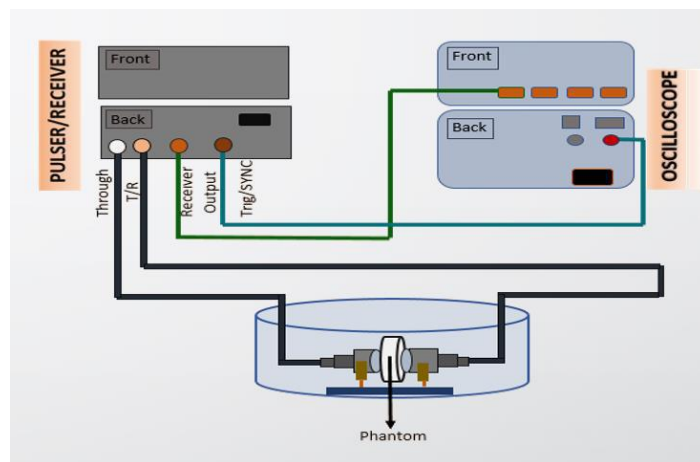 PULSER/RECEIVER
Front
Back
Through
T/R
Receiver
Output
Trig/SYNC
Front
Back
OSCILLOSCOPE
Phantom